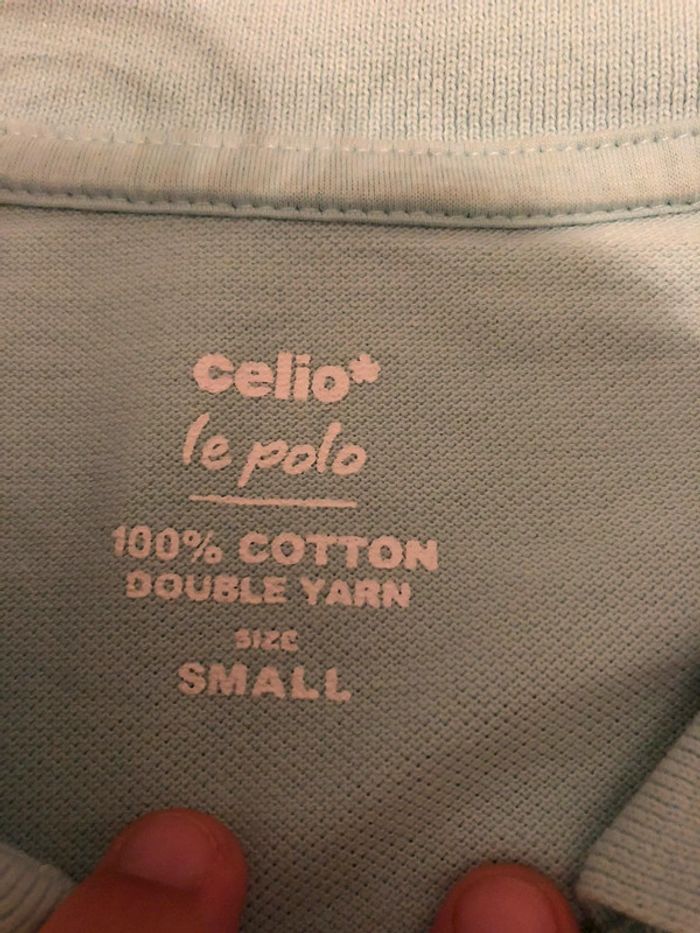 celio*
le polo
100% COTTON
DOUBLE YARN
SIZE
SMALL